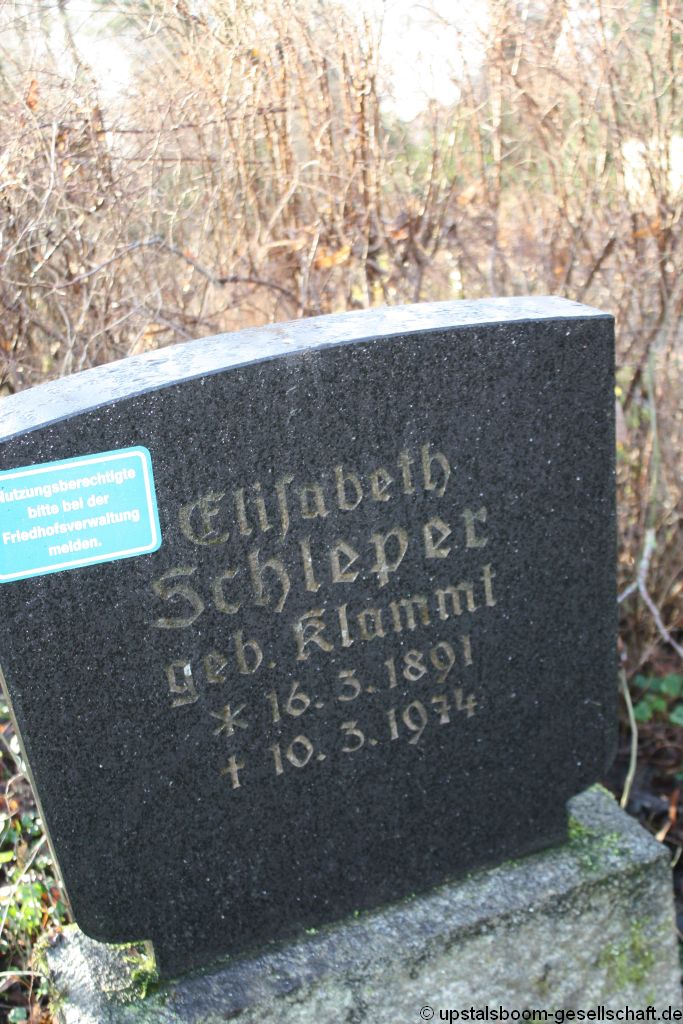 Nutzungsberechtigte
bitte bei der
Friedhofsverwaltung
melden.
Elisabeth
Schleper
geb. Klammt
* 16. 3. 1891
† 10. 3. 1974
© upstalsboom-gesellschaft.de